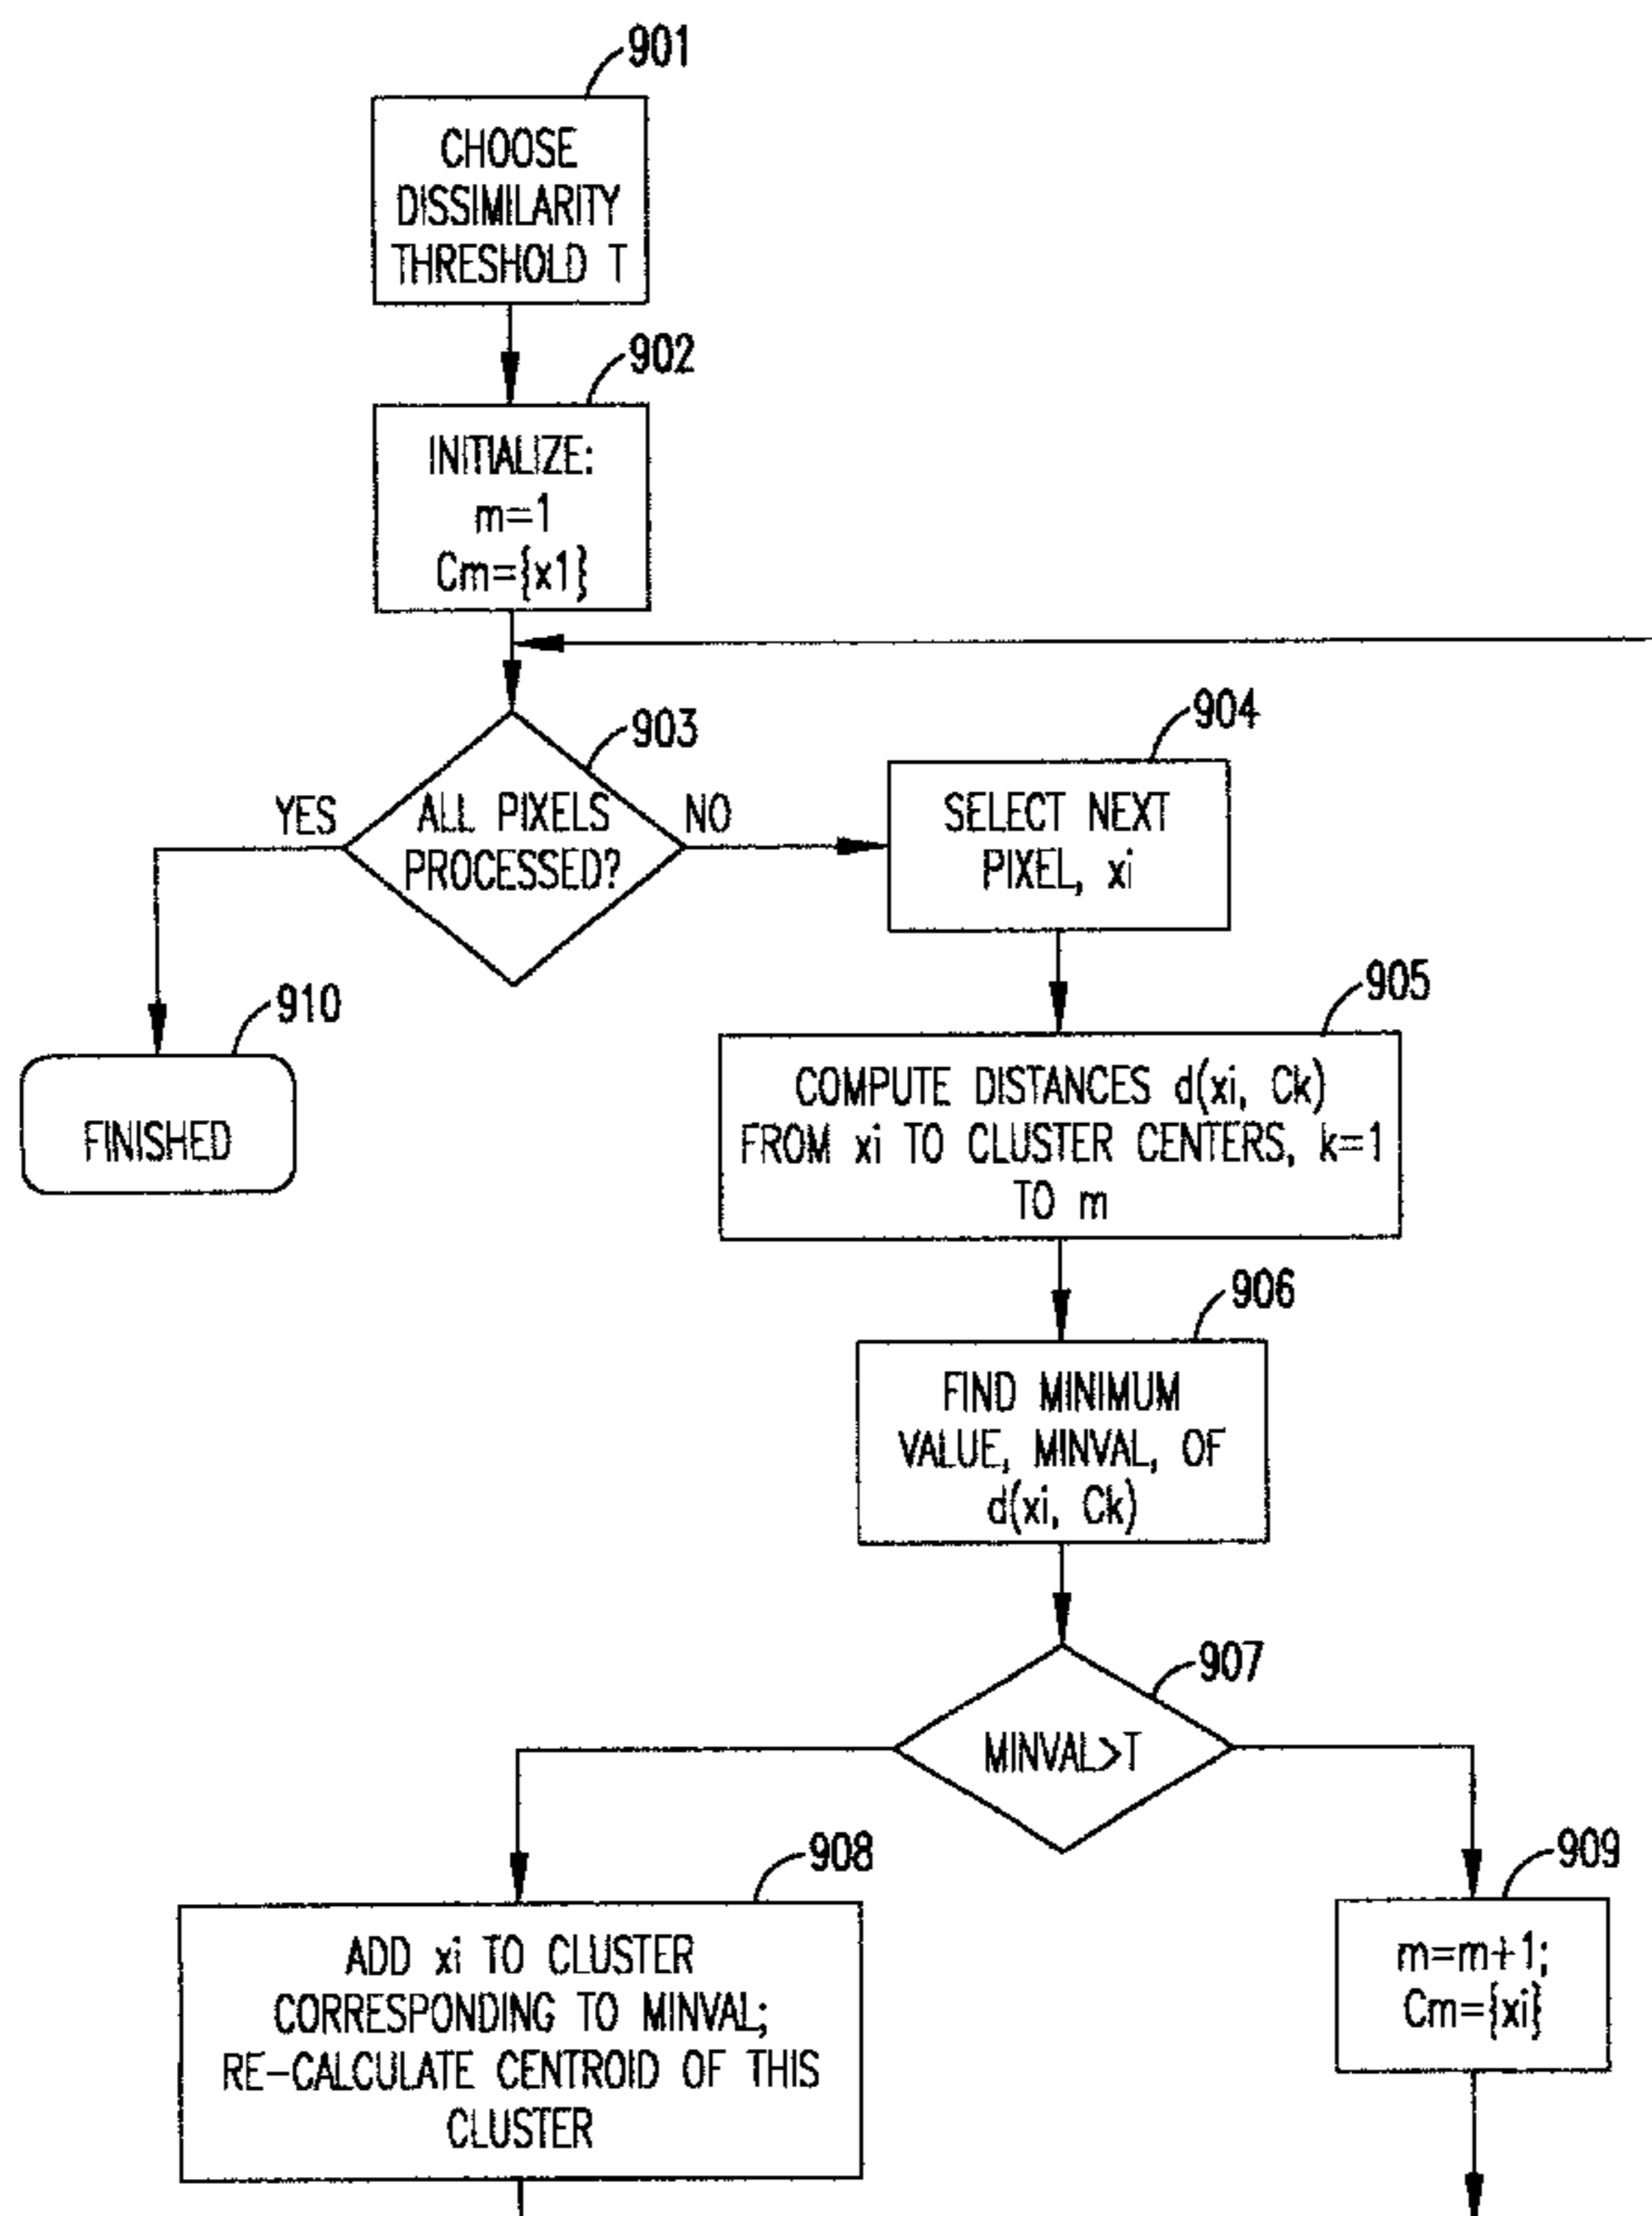 901
CHOOSE
DISSIMILARITY
THRESHOLD T
902
INITIALIZE:
m=1
Cm={x1}
903
ALL PIXELS
PROCESSED?
YES
NO
904
SELECT NEXT
PIXEL, xi
910
FINISHED
905
COMPUTE DISTANCES d(xi, Ck)
FROM xi TO CLUSTER CENTERS, k=1
TO m
906
FIND MINIMUM
VALUE, MINVAL, OF
d(xi, Ck)
907
MINVAL>T
908
ADD xi TO CLUSTER
CORRESPONDING TO MINVAL;
RE-CALCULATE CENTROID OF THIS
CLUSTER
909
m=m+1;
Cm={xi}